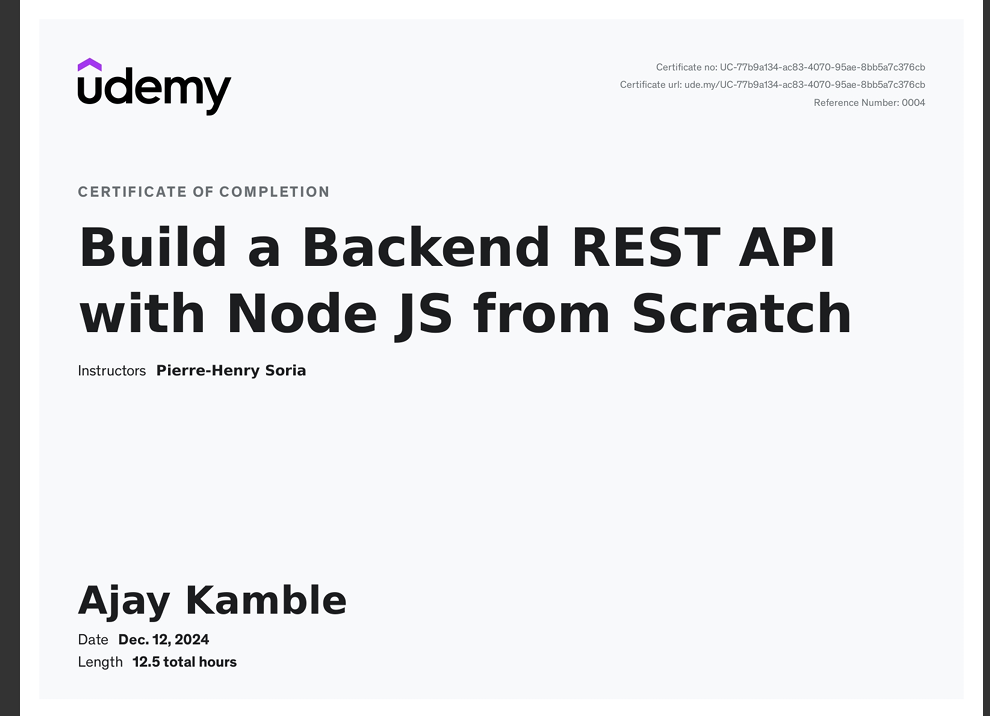 udemy
Certificate no: UC-77b9a134-ac83-4070-95ae-8bb5a7c376cb
Certificate url: ude.my/UC-77b9a134-ac83-4070-95ae-8bb5a7c376cb
Reference Number: 0004
CERTIFICATE OF COMPLETION
Build a Backend REST API
with Node JS from Scratch
Instructors Pierre-Henry Soria
Ajay Kamble
Date Dec. 12, 2024
Length 12.5 total hours